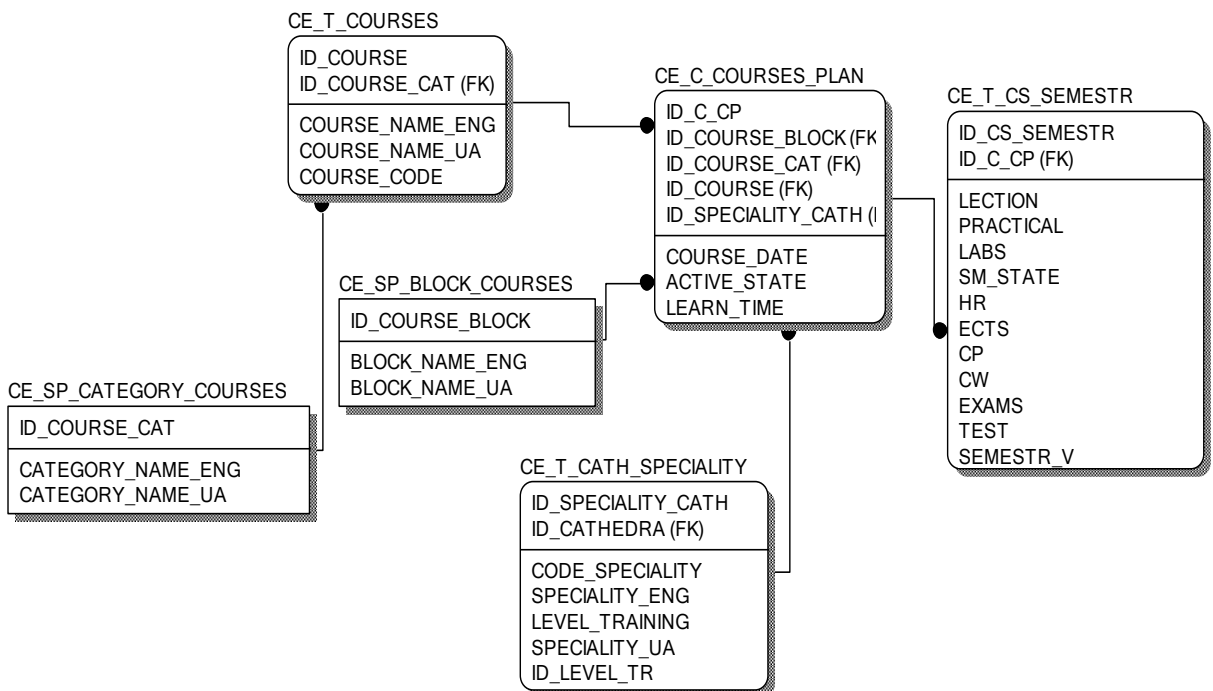 CE_T_COURSES
ID_COURSE
ID_COURSE_CAT (FK)
COURSE_NAME_ENG
COURSE_NAME_UA
COURSE_CODE
CE_C_COURSES_PLAN
ID_C_CP
ID_COURSE_BLOCK (FK
ID_COURSE_CAT (FK)
ID_COURSE (FK)
ID_SPECIALITY_CATH (
COURSE_DATE
ACTIVE_STATE
LEARN_TIME
CE_T_CS_SEMESTR
ID_CS_SEMESTR
ID_C_CP (FK)
LECTION
PRACTICAL
LABS
SM_STATE
HR
ECTS
CP
CW
EXAMS
TEST
SEMESTR_V
CE_SP_BLOCK_COURSES
ID_COURSE_BLOCK
BLOCK_NAME_ENG
BLOCK_NAME_UA
CE_SP_CATEGORY_COURSES
ID_COURSE_CAT
CATEGORY_NAME_ENG
CATEGORY_NAME_UA
CE_T_CATH_SPECIALITY
ID_SPECIALITY_CATH
ID_CATHEDRA (FK)
CODE_SPECIALITY
SPECIALITY_ENG
LEVEL_TRAINING
SPECIALITY_UA
ID_LEVEL_TR